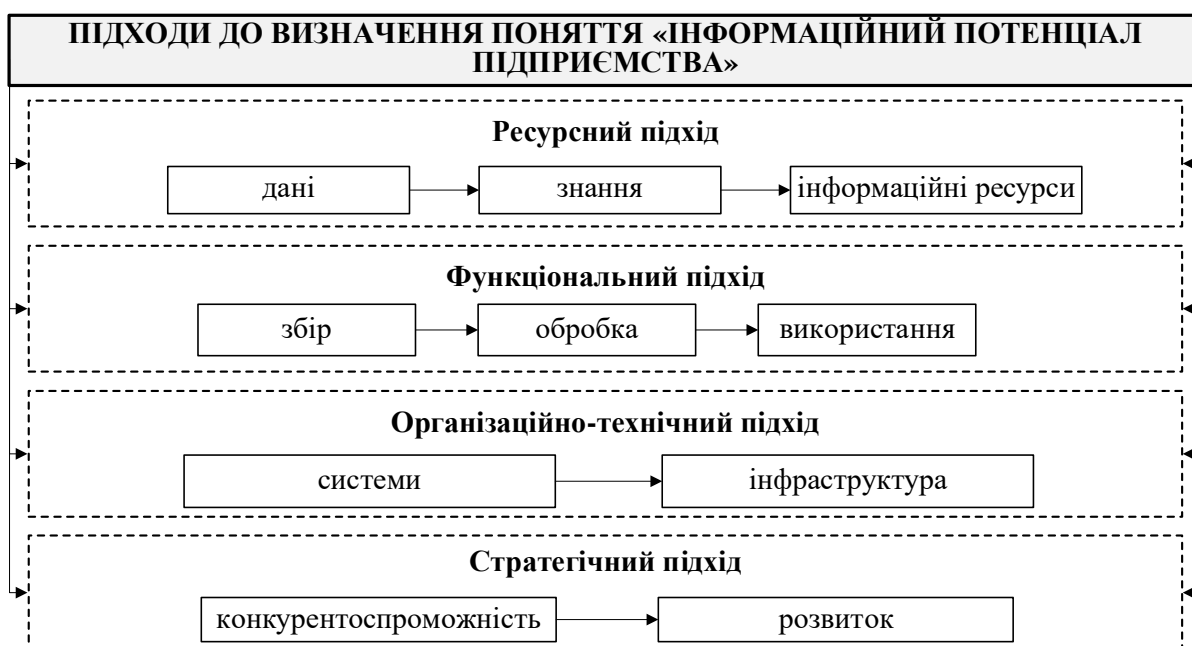 ПІДХОДИ ДО ВИЗНАЧЕННЯ ПОНЯТТЯ «ІНФОРМАЦІЙНИЙ ПОТЕНЦІАЛ
ПІДПРИЄМСТВА»
Ресурсний підхід
дані знання інформаційні ресурси
Функціональний підхід
збір обробка використання
Організаційно-технічний підхід
системи інфраструктура
Стратегічний підхід
конкурентоспроможність розвиток